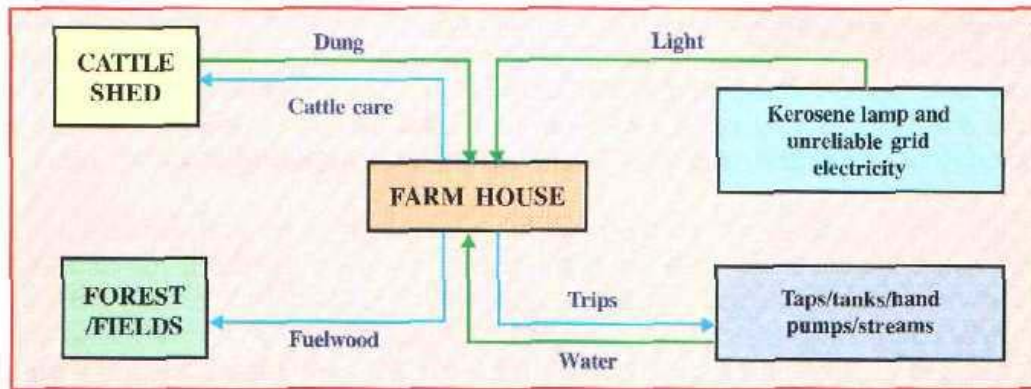 Dung
Light
CATTLE
SHED
Cattle care
Kerosene lamp and
unreliable grid
electricity
FARM HOUSE
FOREST
/FIELDS
Fuelwood
Trips
Water
Taps/tanks/hand
pumps/streams